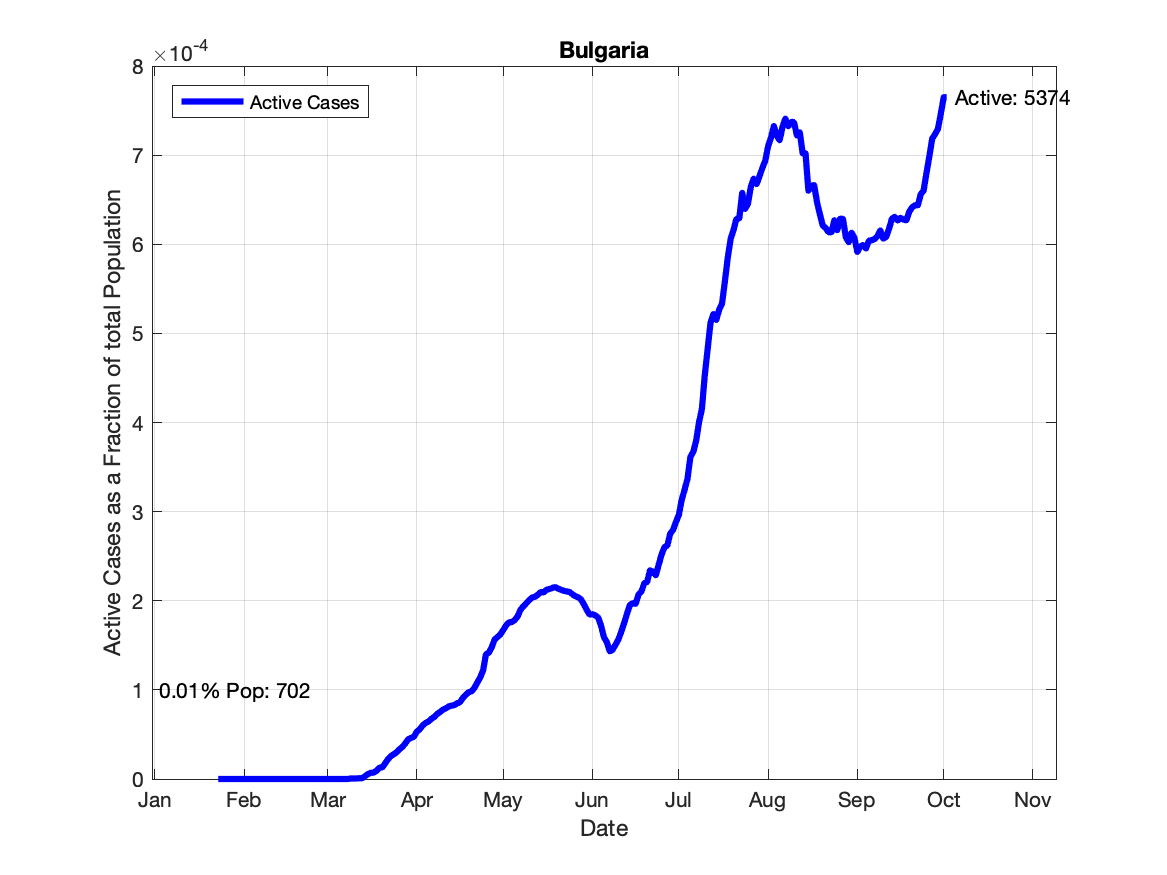 Bulgaria
×10-4
8
7
6
5
4
3
2
1
0
Active Cases as a Fraction of total Population
Active Cases
Active: 5374
0.01% Pop: 702
Jan Feb Mar Apr May Jun Jul Aug Sep Oct Nov
Date